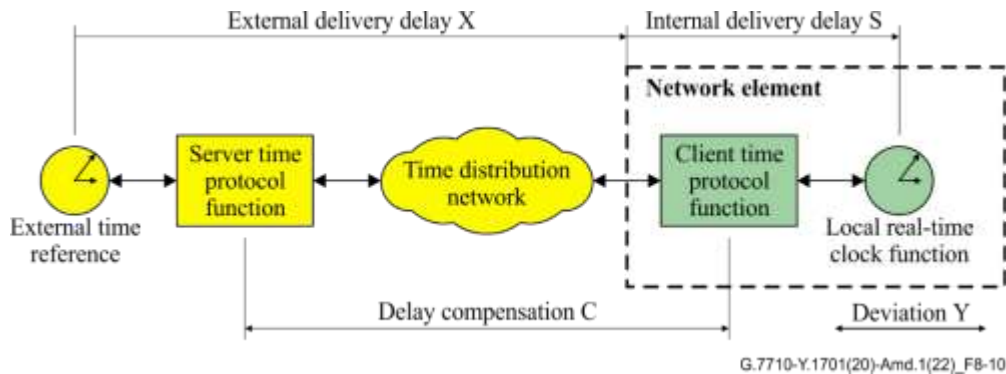 External delivery delay X
Internal delivery delay S
Network element
Server time
protocol
function
Time distribution
network
Client time
protocol
function
External time
reference
Local real-time
clock function
Delay compensation C
Deviation Y
G.7710-Y.1701(20)-Amd.1(22)_F8-10